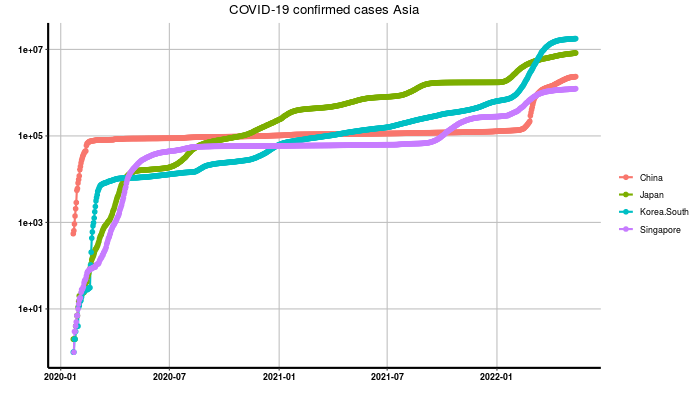 COVID-19 confirmed cases Asia
1e+07
1e+05
1e+03
1e+01
2020-01 2020-07 2021-01 2021-07 2022-01
China
Japan
Korea.South
Singapore